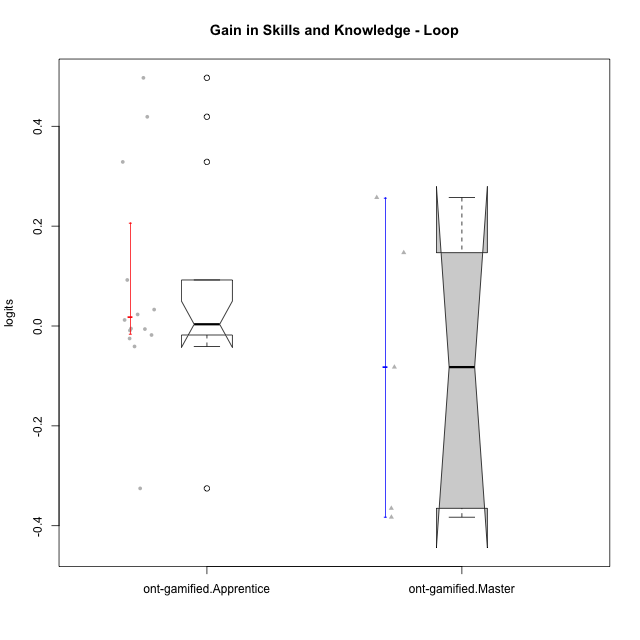 Gain in Skills and Knowledge - Loop
logits
0.4
0.2
0.0
-0.2
-0.4
ont-gamified.Apprentice
ont-gamified.Master